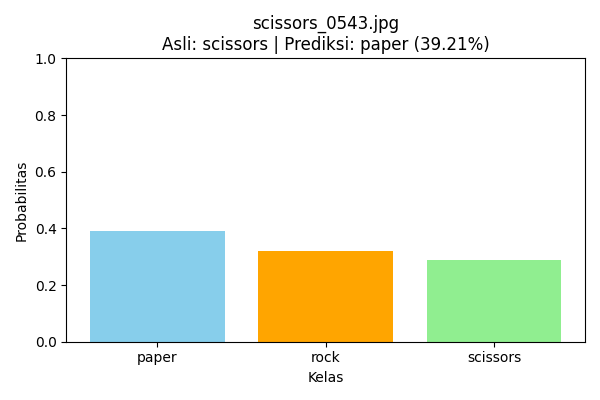 scissors_0543.jpg
Asli: scissors | Prediksi: paper (39.21%)
1.0
0.8
0.6
0.4
0.2
0.0
Probabilitas
paper rock scissors
Kelas